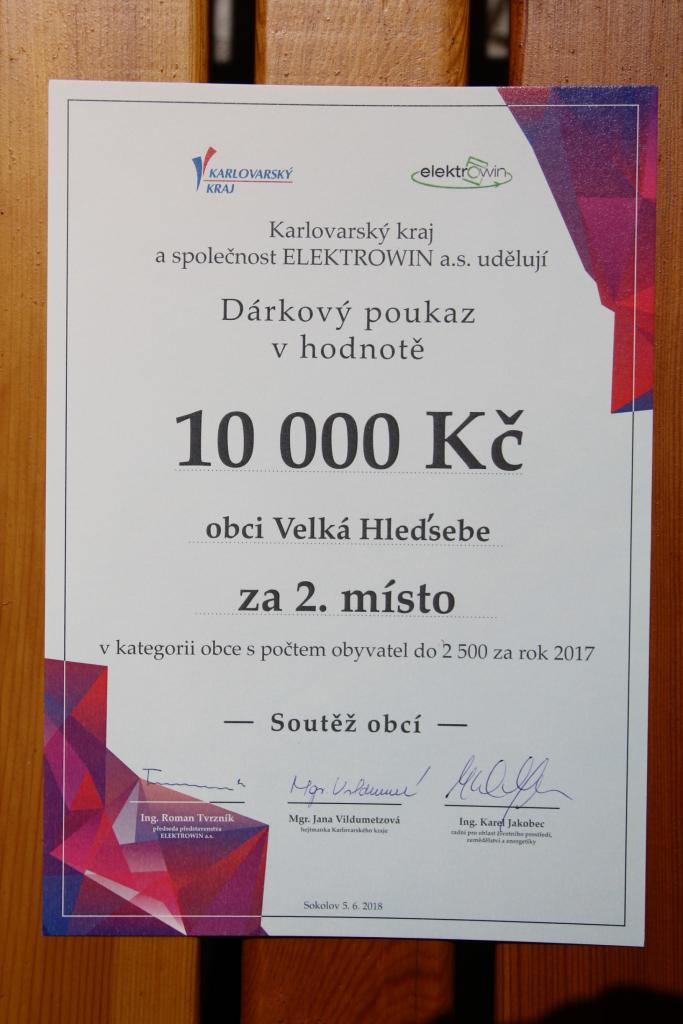 KARLOVARSKÝ
KRAJ
elektrowin
Karlovarský kraj
a společnost ELEKTROWIN a.s. udělují
Dárkový poukaz
v hodnotě
10 000 Kč
obci Velká Hleďsebe
za 2. místo
v kategorii obce s počtem obyvatel do 2 500 za rok 2017
— Soutěž obcí —
Mgr Vildumet
Ing. Roman Tvrzník
předseda představenstva
ELEKTROWIN a.s.
Mgr. Jana Vildumetzová
hejtmanka Karlovarského kraje
Ing. Karel Jakobec
radní pro oblast životního prostředí,
zemědělství a energetiky
Sokolov 5. 6. 2018